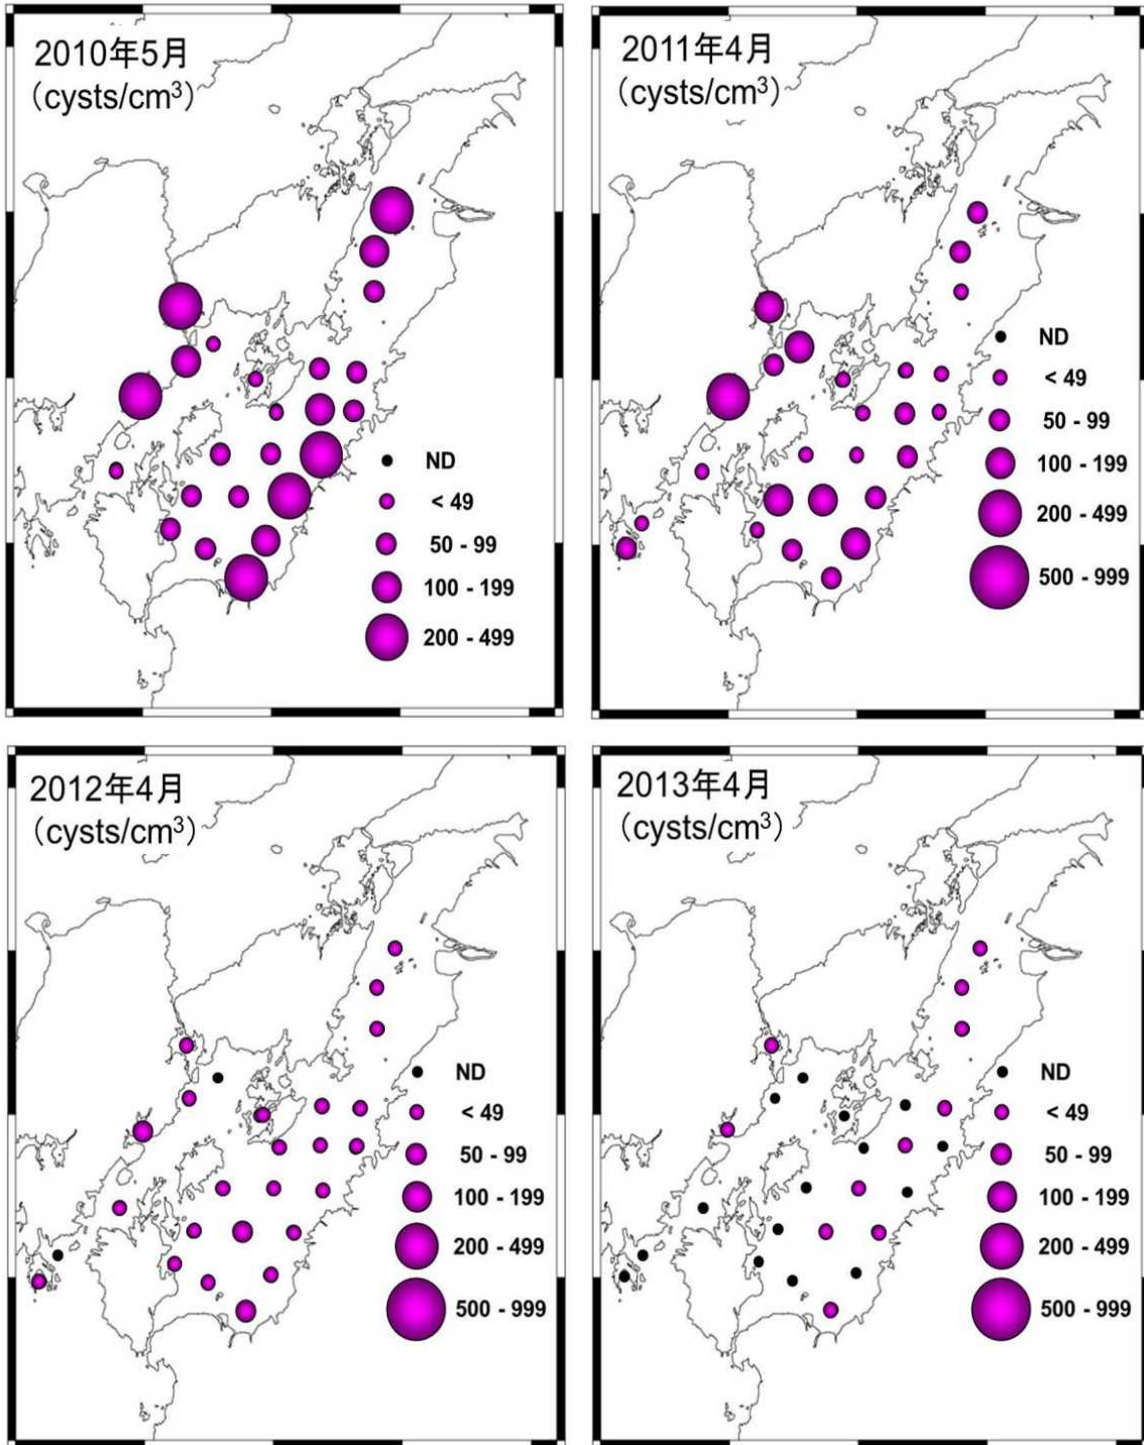 2010年5月
（cysts/cm³）
ND
< 49
50 - 99
100 - 199
200 - 499
2011年4月
（cysts/cm³）
ND
< 49
50 - 99
100 - 199
200 - 499
500 - 999
2012年4月
（cysts/cm³）
ND
< 49
50 - 99
100 - 199
200 - 499
500 - 999
2013年4月
（cysts/cm³）
ND
< 49
50 - 99
100 - 199
200 - 499
500 - 999